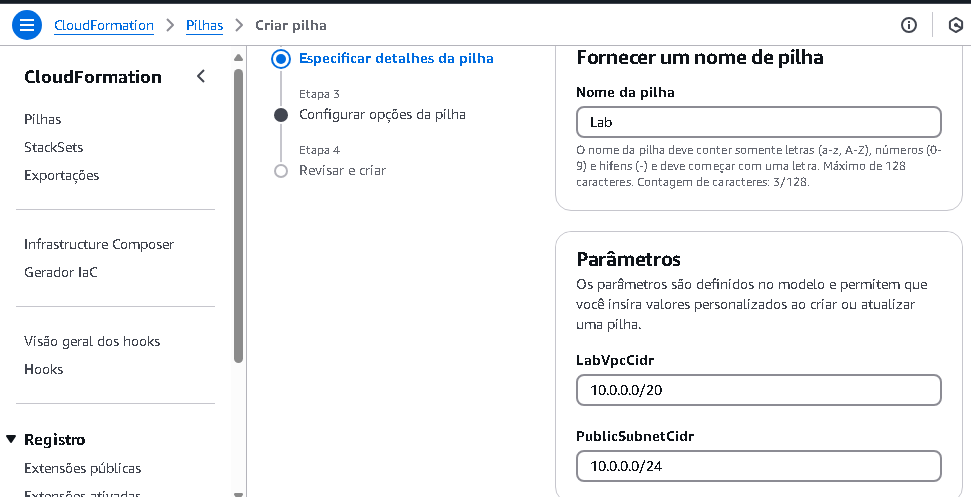 CloudFormation > Pilhas > Criar pilha
CloudFormation
Pilhas
StackSets
Exportações
Infrastructure Composer
Gerador IaC
Visão geral dos hooks
Hooks
Registro
Extensões públicas
Extensões ativadas
Especificar detalhes da pilha
Etapa 3
Configurar opções da pilha
Etapa 4
Revisar e criar
Fornecer um nome de pilha
Nome da pilha
Lab
O nome da pilha deve conter somente letras (a-z, A-Z), números (0-
9) e hifens (-) e deve começar com uma letra. Máximo de 128
caracteres. Contagem de caracteres: 3/128.
Parâmetros
Os parâmetros são definidos no modelo e permitem que
você insira valores personalizados ao criar ou atualizar
uma pilha.
LabVpcCidr
10.0.0.0/20
PublicSubnetCidr
10.0.0.0/24